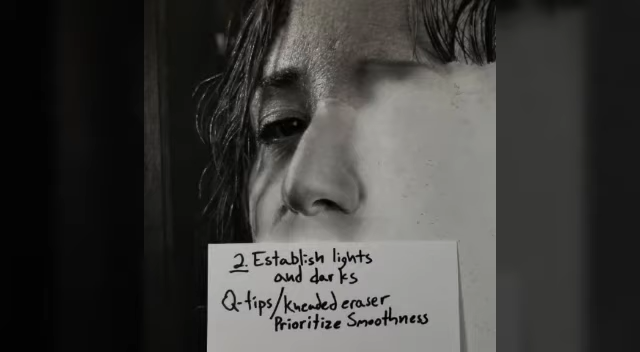 2. Establish lights
and darks
Q-tips/Kneaded eraser
Prioritize Smoothness